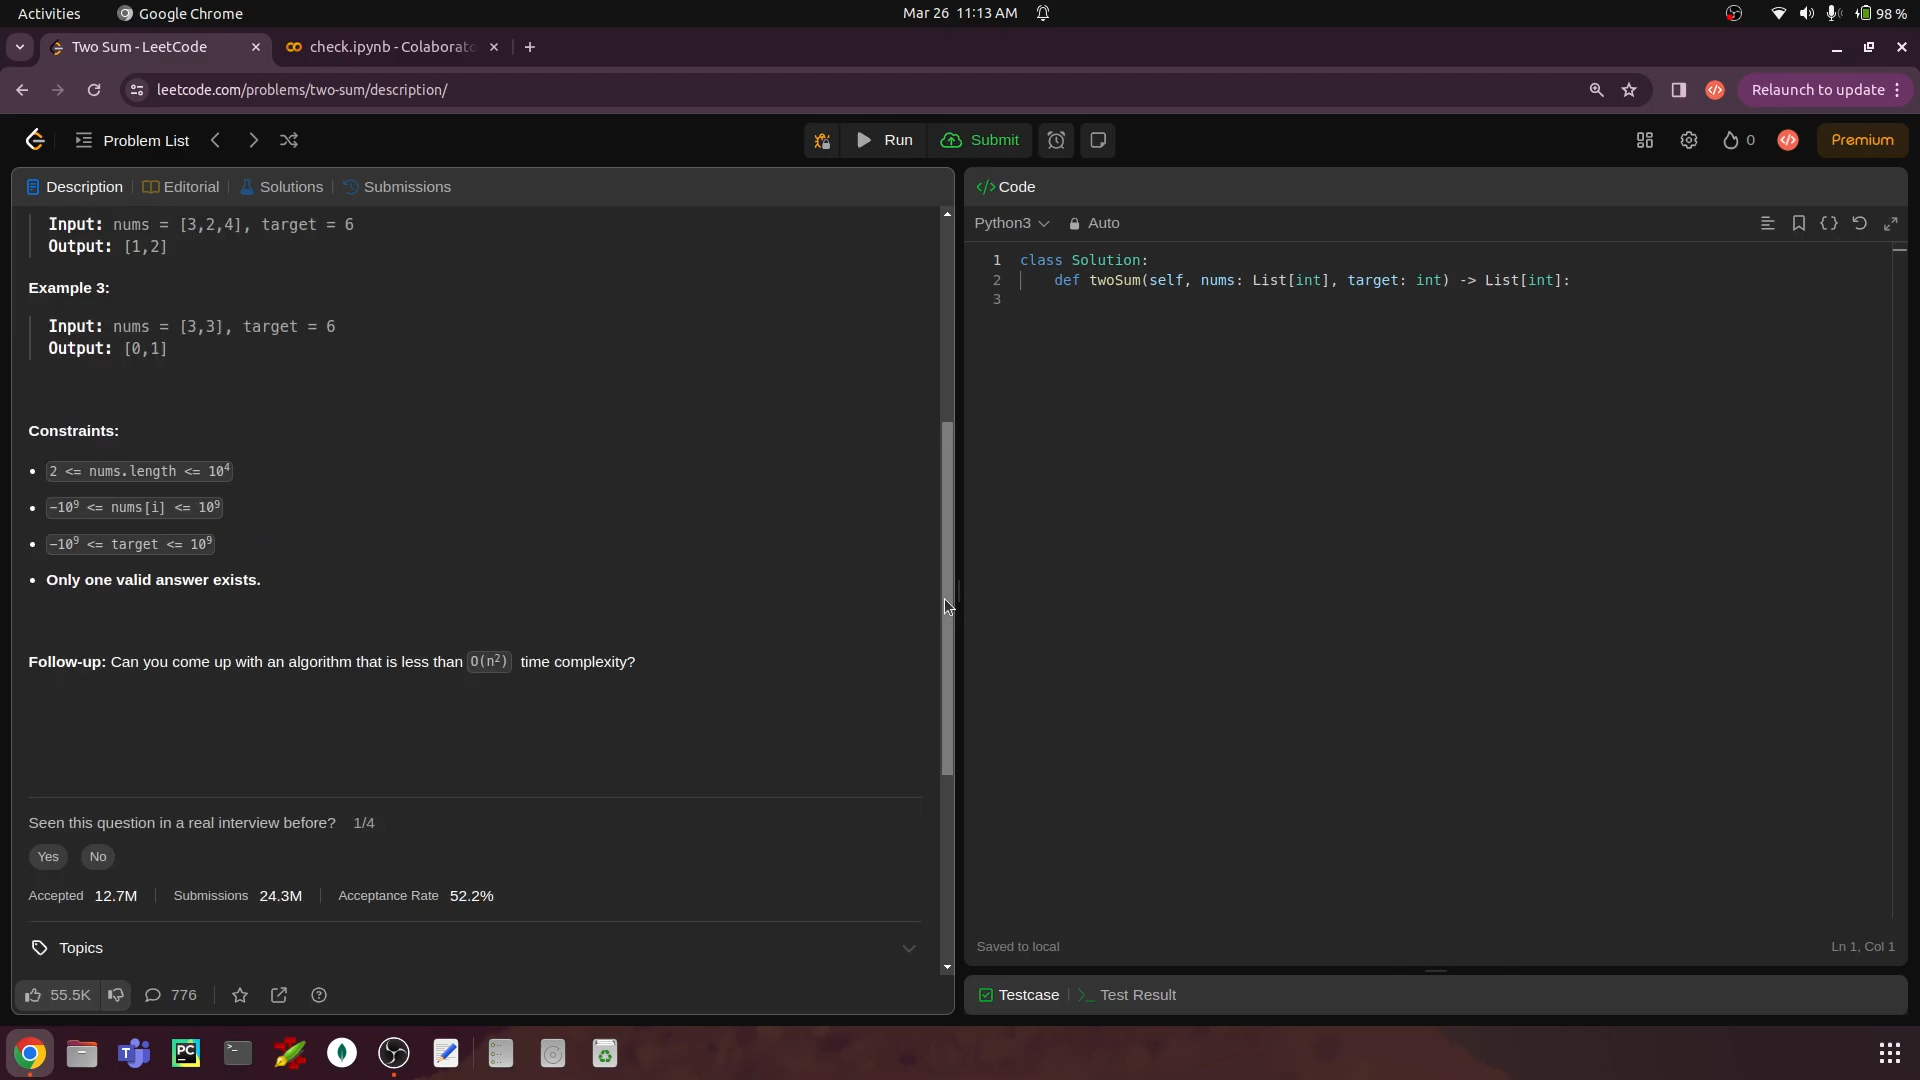 Activities
Google Chrome
Mar 26 11:13 AM
98 %
Two Sum - LeetCode
check.ipynb - Colaborato
leetcode.com/problems/two-sum/description/
Relaunch to update
Problem List
Run
Submit
0
Premium
Description
Editorial
Solutions
Submissions
Input: nums = [3,2,4], target = 6
Output: [1,2]
Example 3:
Input: nums = [3,3], target = 6
Output: [0,1]
Constraints:
• 2 <= nums.length <= 10⁴
• -10⁹ <= nums[i] <= 10⁹
• -10⁹ <= target <= 10⁹
• Only one valid answer exists.
Follow-up: Can you come up with an algorithm that is less than O(n²) time complexity?
Seen this question in a real interview before? 1/4
Yes No
Accepted 12.7M Submissions 24.3M Acceptance Rate 52.2%
Topics
55.5K 776
</> Code
Python3 Auto
1 class Solution:
2 def twoSum(self, nums: List[int], target: int) -> List[int]:
3
Saved to local
Ln 1, Col 1
Testcase
>_ Test Result
PC